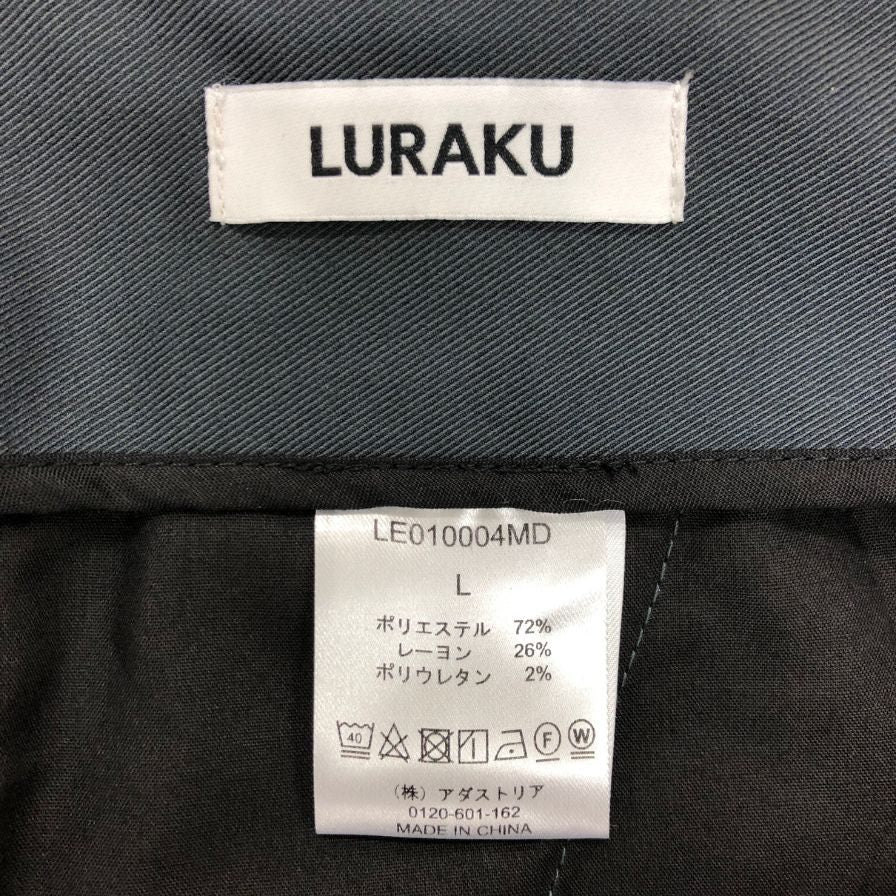 LURAKU
LE010004MD
L
ポリエステル 72%
レーヨン 26%
ポリウレタン 2%
40 F W
(株) アダストリア
0120-601-162
MADE IN CHINA